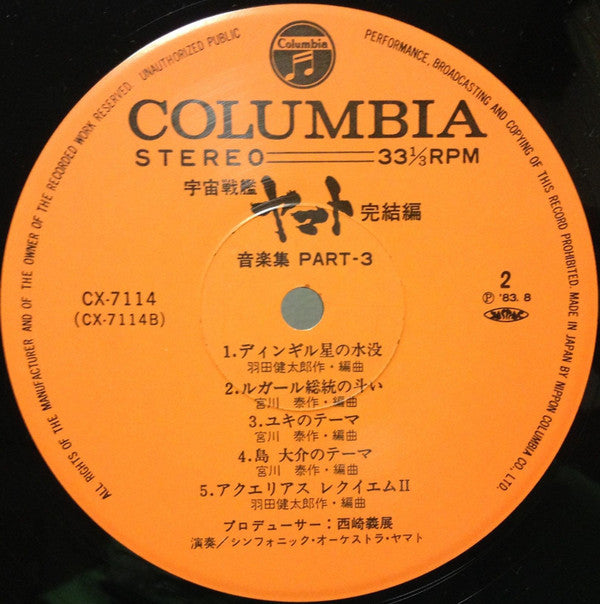 ALL RIGHTS OF THE MANUFACTURER AND OF THE OWNER OF THE RECORDED WORK RESERVED. UNAUTHORIZED PUBLIC PERFORMANCE, BROADCASTING AND COPYING OF THIS RECORD PROHIBITED. MADE IN JAPAN BY NIPPON COLUMBIA CO., LTD.
Columbia
COLUMBIA
STEREO 33⅓RPM
宇宙戦艦 ヤマト 完結編
音楽集 PART-3
CX-7114
(CX-7114B)
2
Ⓟ '83. 8
1.ディンギル星の水没
羽田健太郎作・編曲
2.ルガール総統の斗い
宮川 泰作・編曲
3.ユキのテーマ
宮川 泰作・編曲
4.島 大介のテーマ
宮川 泰作・編曲
5.アクエリアス レクイエムII
羽田健太郎作・編曲
プロデューサー：西崎義展
演奏/シンフォニック・オーケストラ・ヤマト